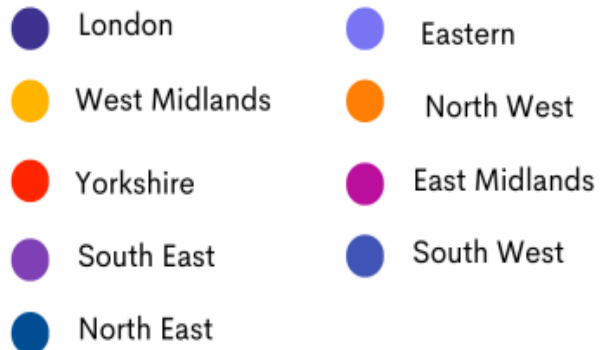 London
West Midlands
Yorkshire
South East
North East
Eastern
North West
East Midlands
South West